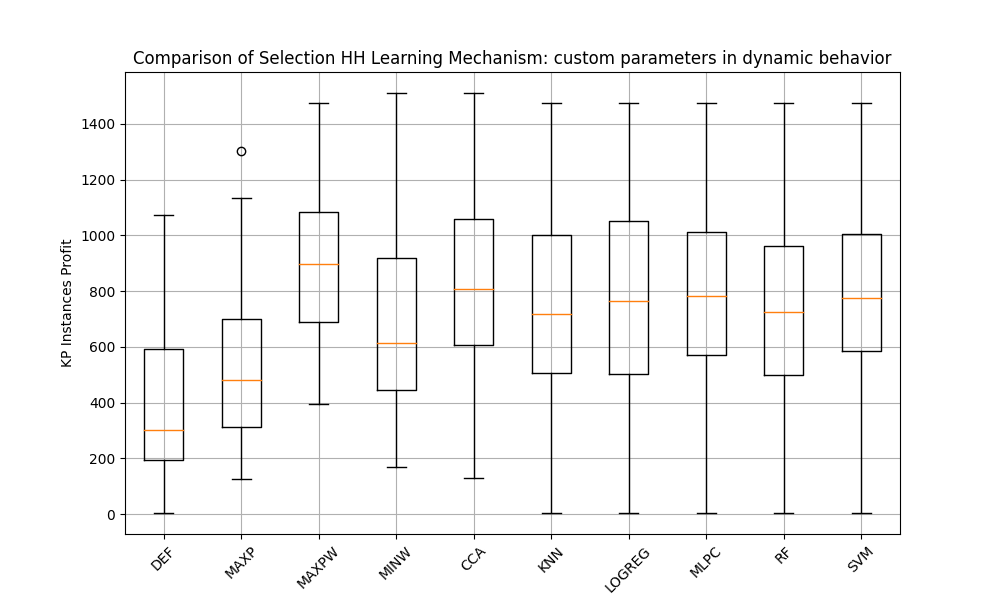 Comparison of Selection HH Learning Mechanism: custom parameters in dynamic behavior
KP Instances Profit
1400
1200
1000
800
600
400
200
0
DEF
MAXP
MAXPW
MINW
CCA
KNN
LOGREG
MLPC
RF
SVM